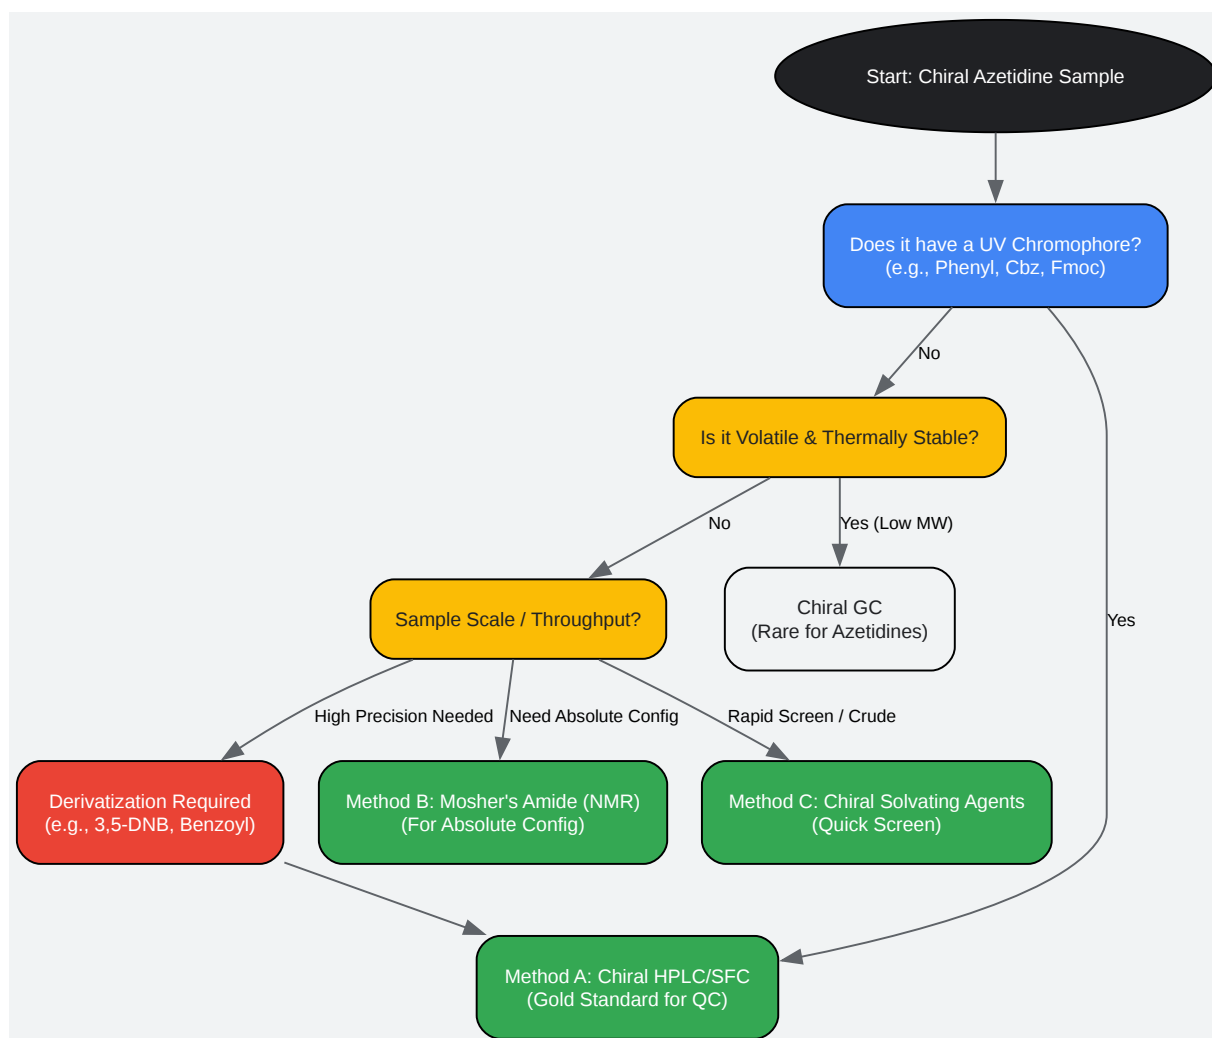 Start: Chiral Azetidine Sample
Does it have a UV Chromophore?
(e.g., Phenyl, Cbz, Fmoc)
No
Is it Volatile & Thermally Stable?
No
Yes (Low MW)
Sample Scale / Throughput?
Chiral GC
(Rare for Azetidines)
Yes
High Precision Needed
Need Absolute Config
Rapid Screen / Crude
Derivatization Required
(e.g., 3,5-DNB, Benzoyl)
Method B: Mosher's Amide (NMR)
(For Absolute Config)
Method C: Chiral Solvating Agents
(Quick Screen)
Method A: Chiral HPLC/SFC
(Gold Standard for QC)